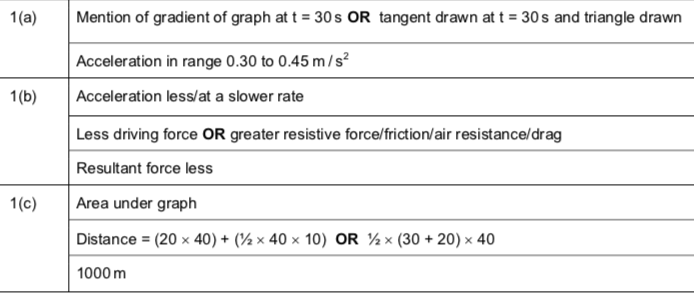 1(a) Mention of gradient of graph at t = 30 s OR tangent drawn at t = 30 s and triangle drawn
Acceleration in range 0.30 to 0.45 m / s²
1(b) Acceleration less/at a slower rate
Less driving force OR greater resistive force/friction/air resistance/drag
Resultant force less
1(c) Area under graph
Distance = (20 × 40) + (½ × 40 × 10) OR ½ × (30 + 20) × 40
1000 m